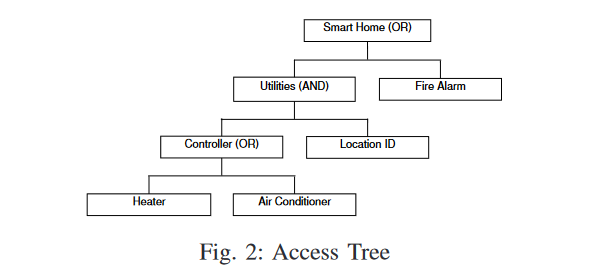 Smart Home (OR)
Utilities (AND)
Fire Alarm
Controller (OR)
Location ID
Heater
Air Conditioner
Fig. 2: Access Tree